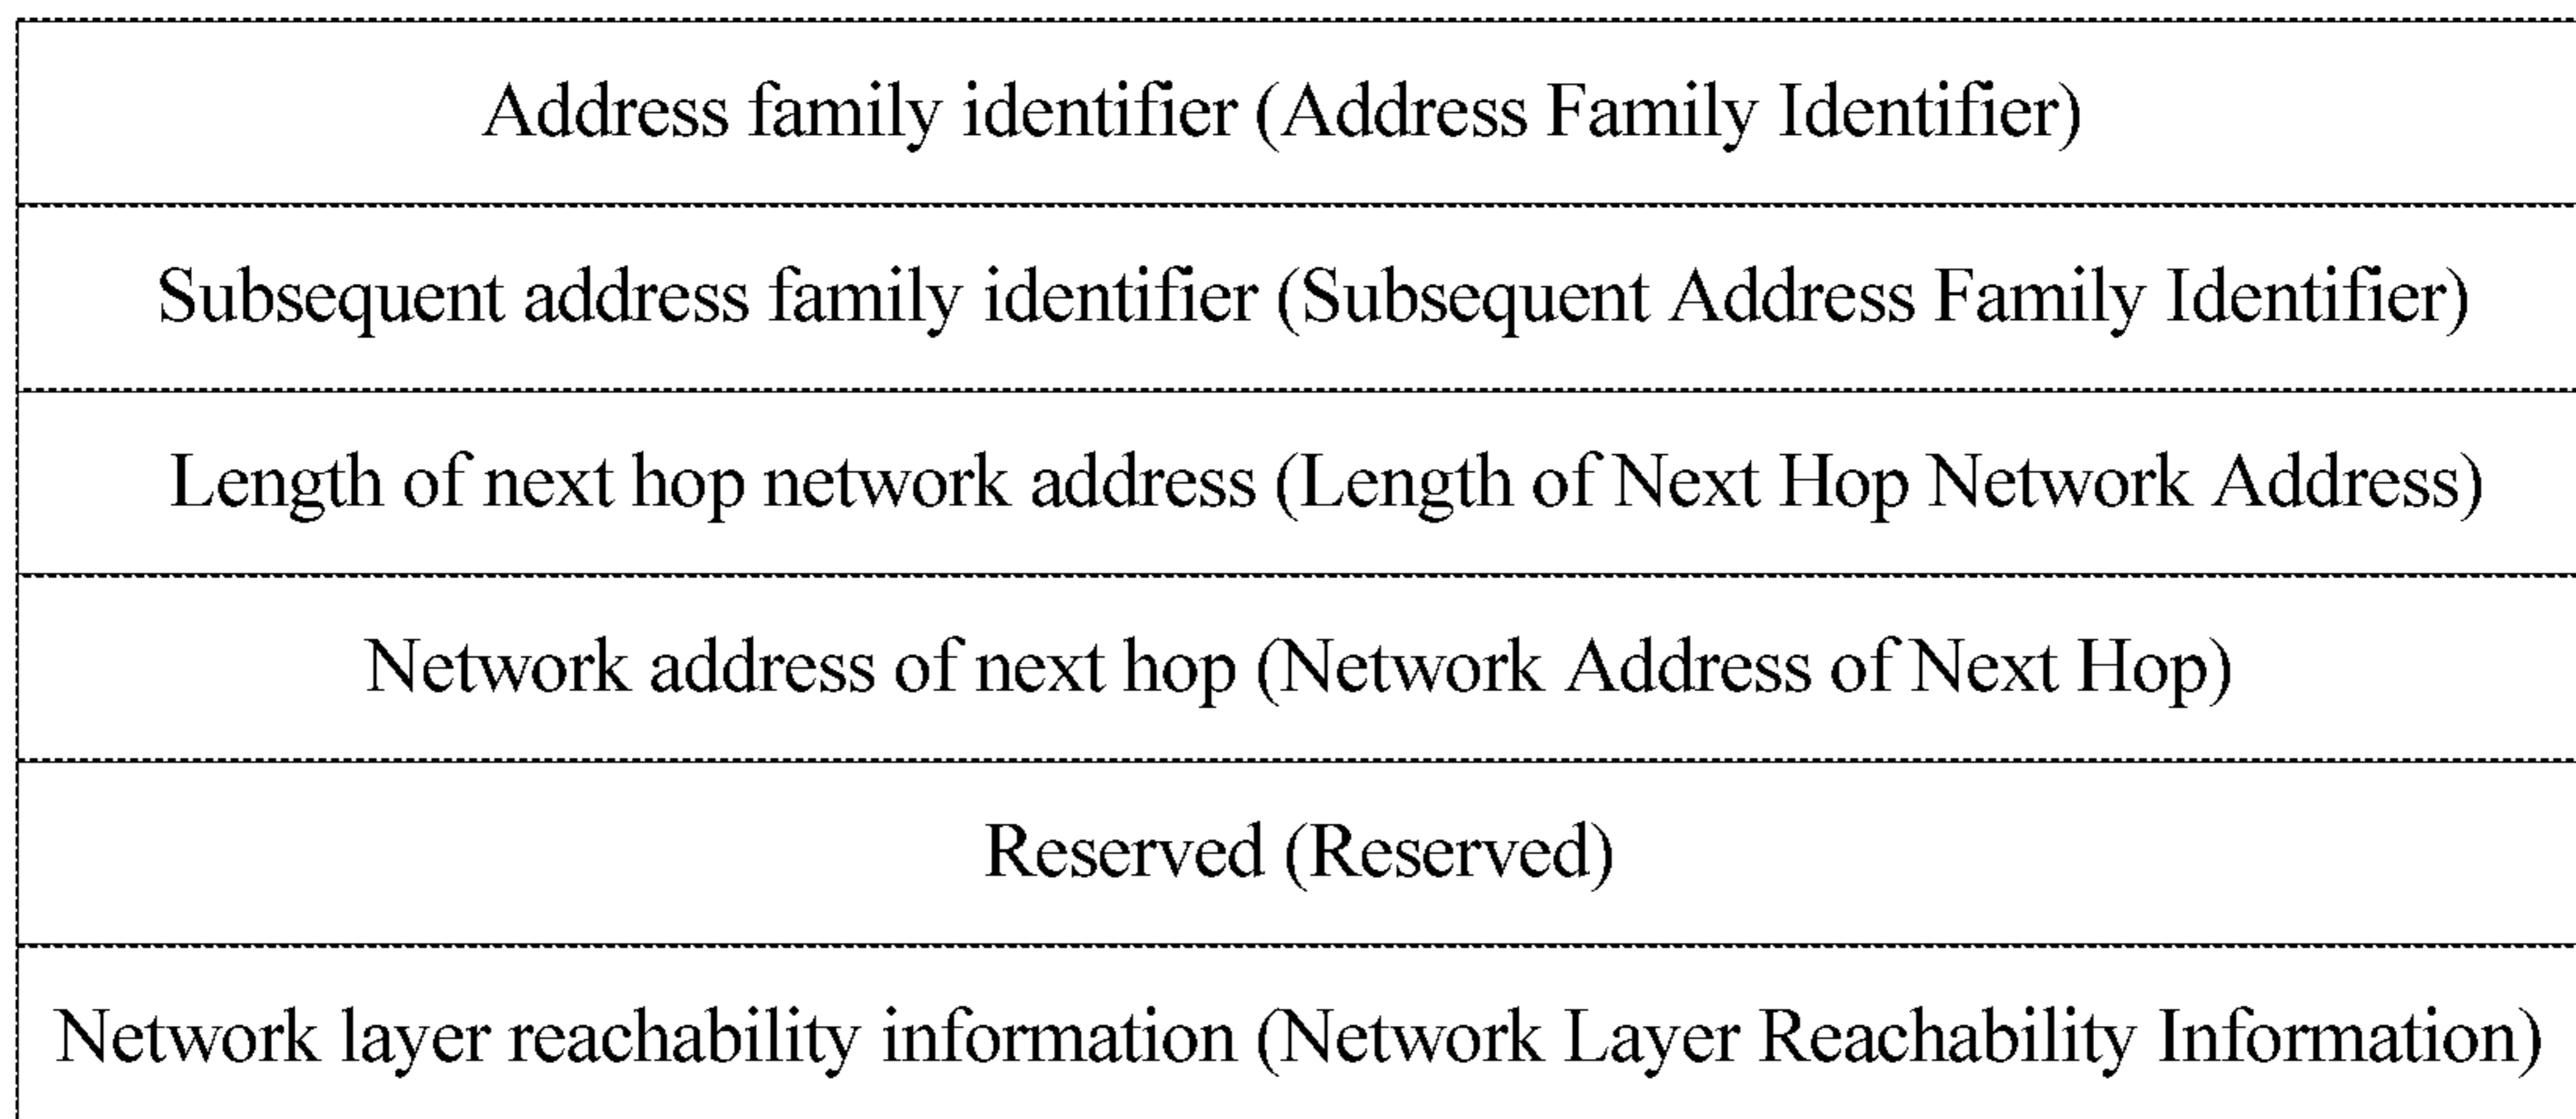 Address family identifier (Address Family Identifier)
Subsequent address family identifier (Subsequent Address Family Identifier)
Length of next hop network address (Length of Next Hop Network Address)
Network address of next hop (Network Address of Next Hop)
Reserved (Reserved)
Network layer reachability information (Network Layer Reachability Information)